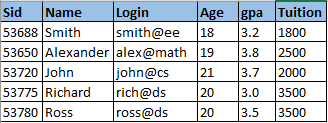 Sid Name Login Age gpa Tuition
53688 Smith smith@ee 18 3.2 1800
53650 Alexander alex@math 19 3.8 2500
53720 John john@cs 21 3.7 2000
53775 Richard rich@ds 20 3.0 3500
53780 Ross ross@ds 20 3.5 3500